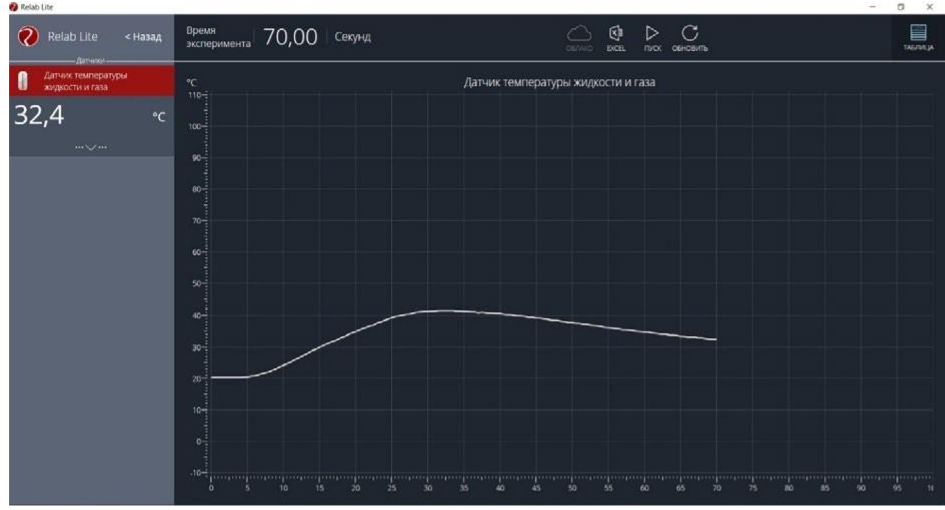 Relab Lite
Relab Lite
< Назад
Время
эксперимента
70,00
Секунд
ОБЛАКО
EXCEL
ПУСК
ОБНОВИТЬ
ТАБЛИЦА
Датчики
Датчик температуры
жидкости и газа
32,4
°C
°C
Датчик температуры жидкости и газа
110
100
90
80
70
60
50
40
30
20
10
0
-10
0 5 10 15 20 25 30 35 40 45 50 55 60 65 70 75 80 85 90 95 10